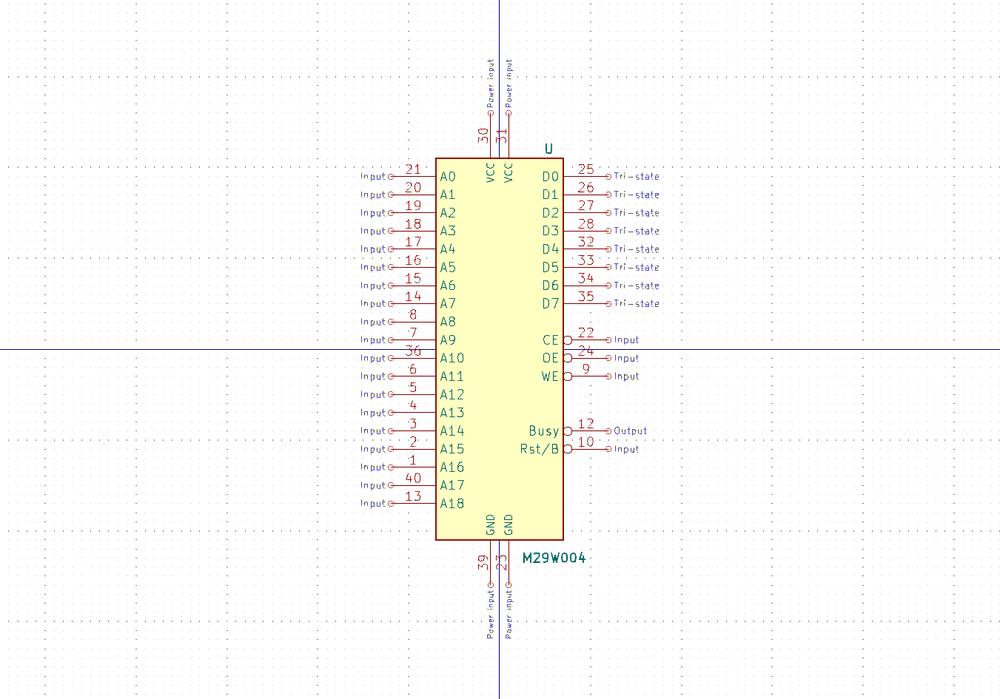 Power input Power input
30 31
U
VCC VCC
Input 21 A0 D0 25 Tri-state
Input 20 A1 D1 26 Tri-state
Input 19 A2 D2 27 Tri-state
Input 18 A3 D3 28 Tri-state
Input 17 A4 D4 32 Tri-state
Input 16 A5 D5 33 Tri-state
Input 15 A6 D6 34 Tri-state
Input 14 A7 D7 35 Tri-state
Input 8 A8
Input 7 A9 CE 22 Input
Input 36 A10 OE 24 Input
Input 6 A11 WE 9 Input
Input 5 A12
Input 4 A13
Input 3 A14 Busy 12 Output
Input 2 A15 Rst/B 10 Input
Input 1 A16
Input 40 A17
Input 13 A18
GND GND
39 23
M29W004
Power input Power input